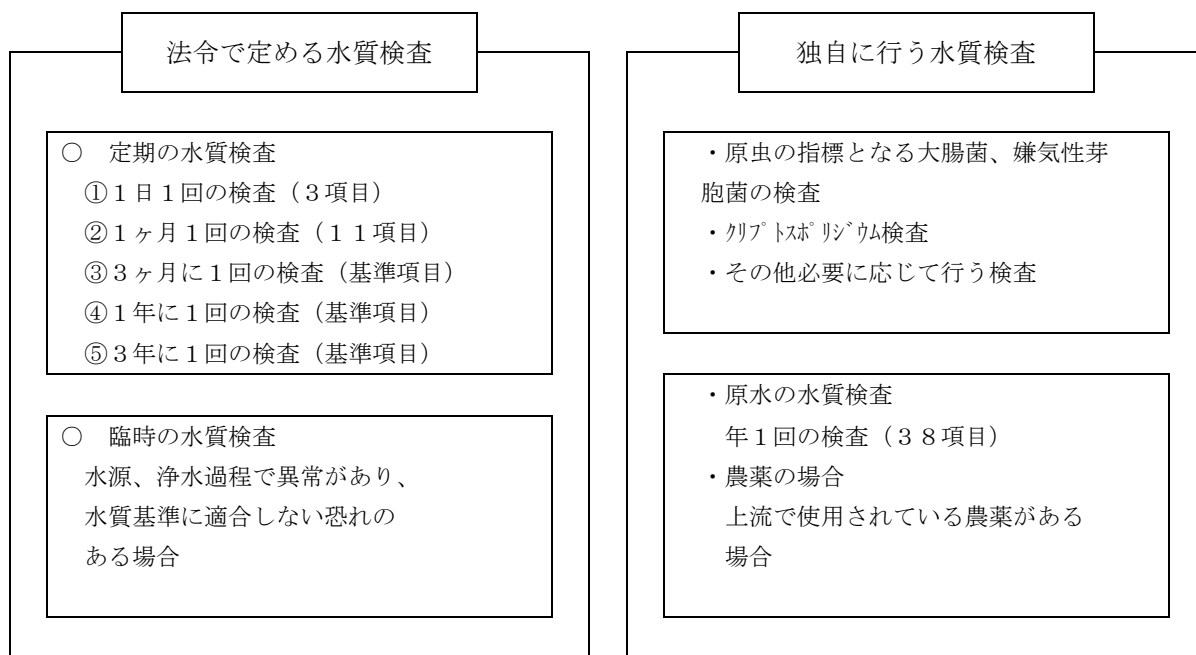 法令で定める水質検査
○　定期の水質検査
①１日１回の検査（３項目）
②１ヶ月１回の検査（１１項目）
③３ヶ月に１回の検査（基準項目）
④１年に１回の検査（基準項目）
⑤３年に１回の検査（基準項目）
○　臨時の水質検査
水源、浄水過程で異常があり、
水質基準に適合しない恐れの
ある場合
独自に行う水質検査
・原虫の指標となる大腸菌、嫌気性芽
胞菌の検査
・ｸﾘﾌﾟﾄｽﾎﾟﾘｼﾞｳﾑ検査
・その他必要に応じて行う検査
・原水の水質検査
年１回の検査（３８項目）
・農薬の場合
上流で使用されている農薬がある
場合